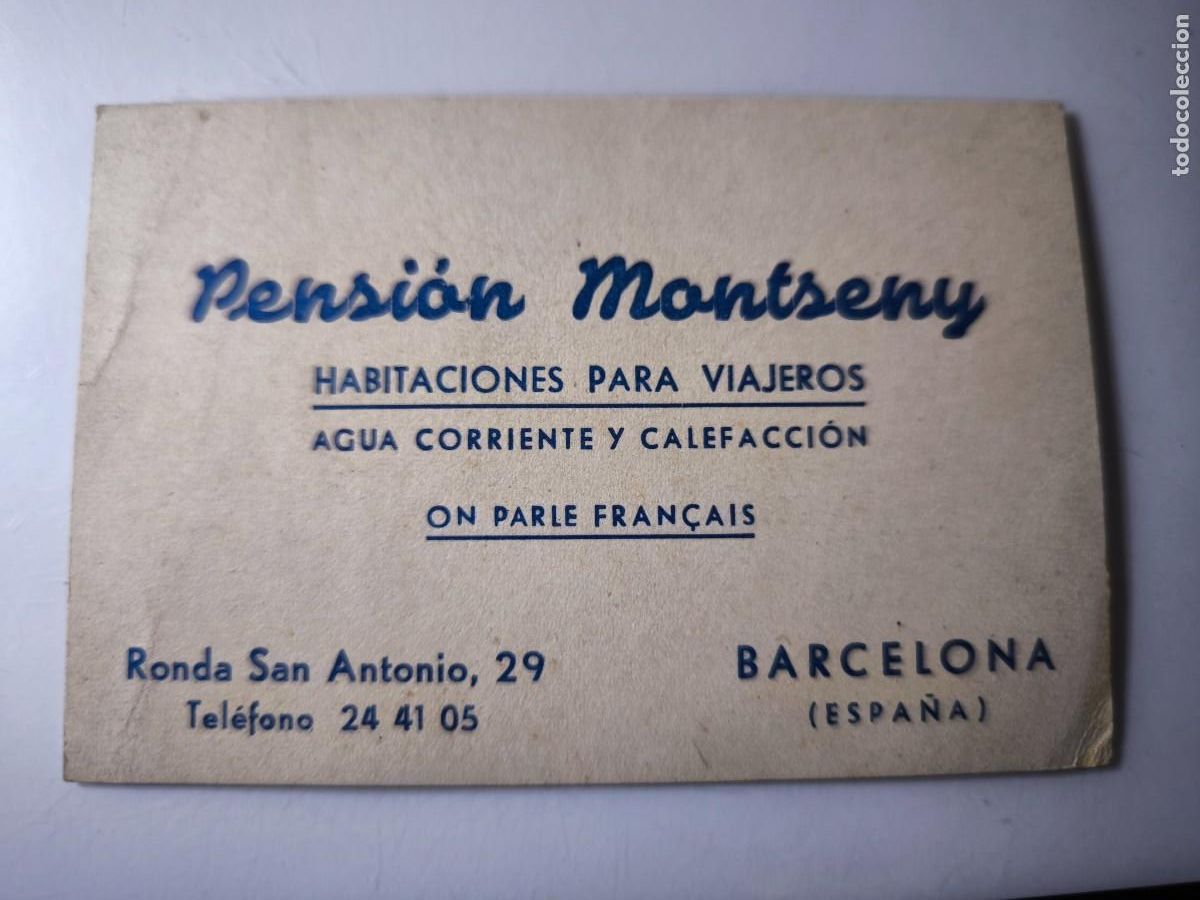 Pensión Montseny
HABITACIONES PARA VIAJEROS
AGUA CORRIENTE Y CALEFACCIÓN
ON PARLE FRANÇAIS
Ronda San Antonio, 29
Teléfono 24 41 05
BARCELONA
(ESPAÑA)
todocoleccion